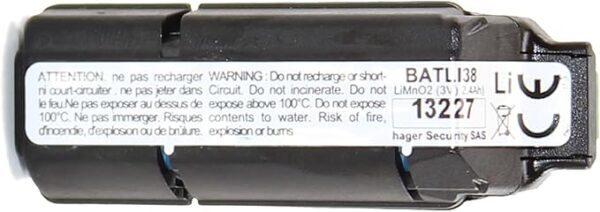 ATTENTION: ne pas recharger
ni court-circuiter . ne pas jeter dans
le feu.Ne pas exposer au dessus de
100°C. Ne pas immerger. Risques
d'incendie, d'explosion ou de brûlure.
WARNING: Do not recharge or short-
Circuit. Do not incinerate. Do not
expose above 100°C. Do not expose
contents to water. Risk of fire,
explosion or burns
BATLI38
LiMnO2 (3V) 2.4Ah)
13227
hager Security SAS
Li
CE